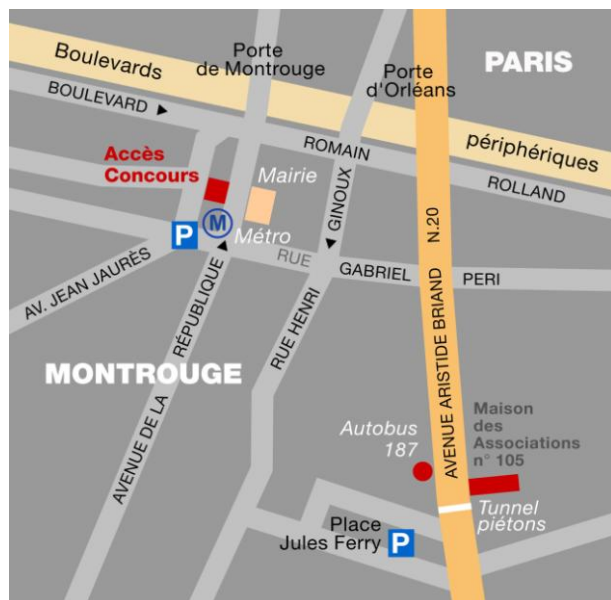 PARIS
Porte
de Montrouge
Boulevards
Porte
d'Orléans
BOULEVARD
ROMAIN
périphériques
ROLLAND
Accès
Concours
Mairie
GINOUX
N.20
P
M
Métro
RUE
GABRIEL
PERI
AV. JEAN JAURÈS
RÉPUBLIQUE
AVENUE DE LA
RUE HENRI
AVENUE ARISTIDE BRIAND
MONTROUGE
Autobus
187
Maison
des
Associations
n° 105
Tunnel
piétons
Place
Jules Ferry
P